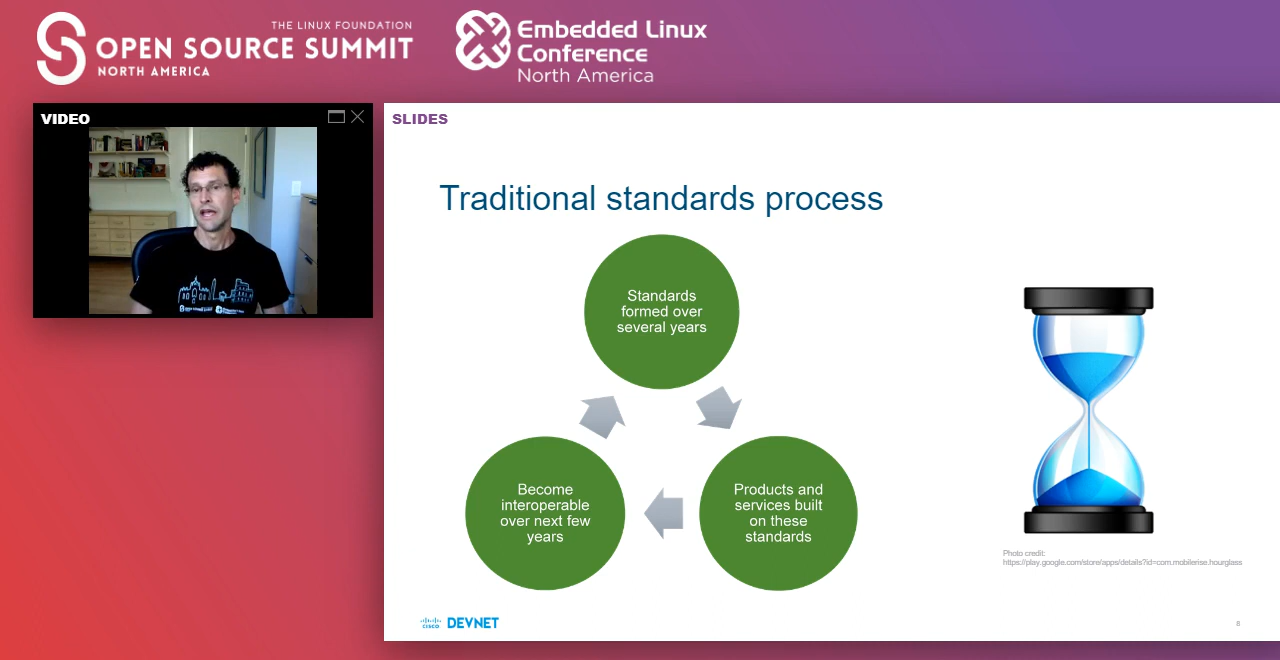 THE LINUX FOUNDATION
OPEN SOURCE SUMMIT
NORTH AMERICA
Embedded Linux
Conference
North America
VIDEO
SLIDES
Traditional standards process
Standards
formed over
several years
Become
interoperable
over next few
years
Products and
services built
on these
standards
Photo credit:
https://play.google.com/store/apps/details?id=com.mobilerise.hourglass
CISCO DEVNET
8